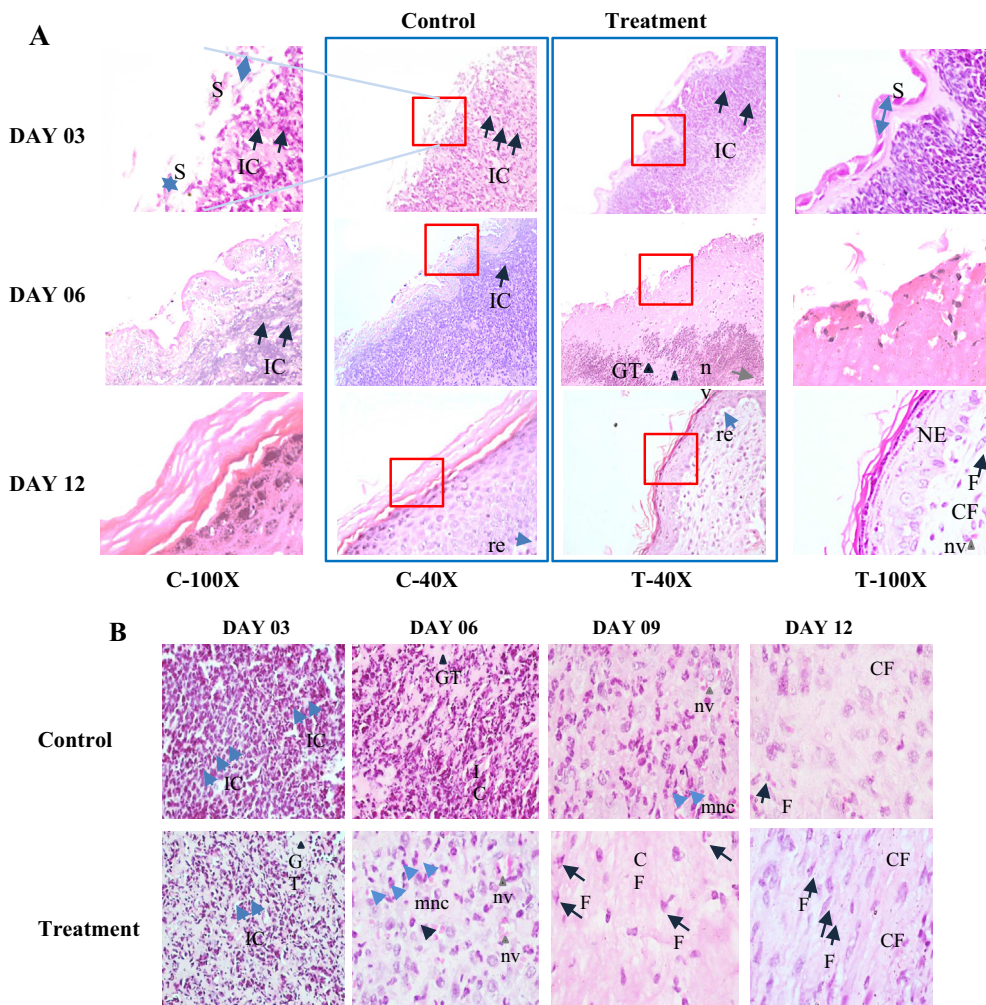 Control Treatment
A
S
S
IC
DAY 03
IC
IC
S
DAY 06
IC
IC
GT
n
v
DAY 12
re
re
NE
F
CF
nv
C-100X C-40X T-40X T-100X
B
DAY 03 DAY 06 DAY 09 DAY 12
Control
IC
IC
GT
I
C
nv
mnc
CF
F
Treatment
G
T
IC
mnc
nv
nv
C
F
F
F
CF
F
CF
F